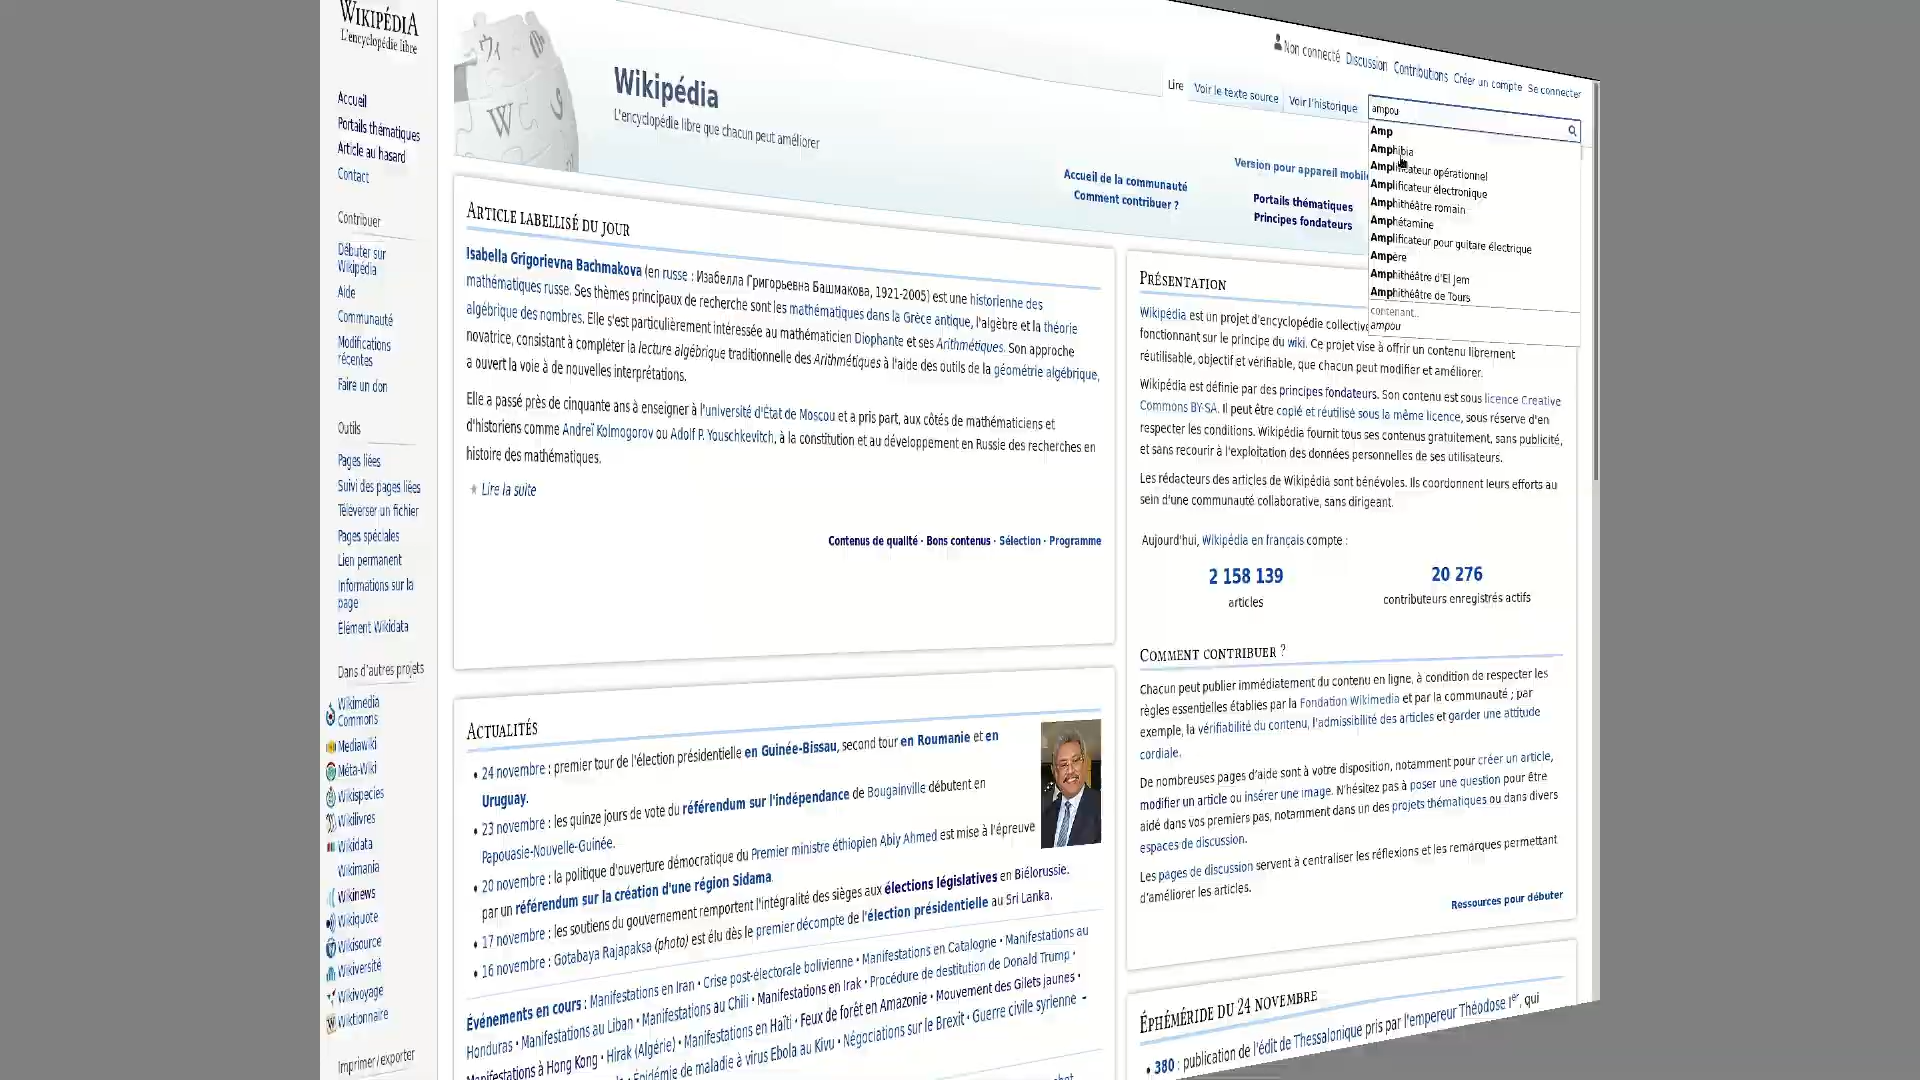 WIKIPÉDIA
L'encyclopédie libre
Accueil
Portails thématiques
Article au hasard
Contact
Contribuer
Débuter sur
Wikipédia
Aide
Communauté
Modifications
récentes
Faire un don
Outils
Pages liées
Suivi des pages liées
Téléverser un fichier
Pages spéciales
Lien permanent
Informations sur la
page
Élément Wikidata
Dans d'autres projets
Wikimedia
Commons
Mediawiki
Méta-Wiki
Wikispecies
Wikilivres
Wikidata
Wikimania
Wikinews
Wikiquote
Wikisource
Wikiversité
Wikivoyage
Wiktionnaire
Imprimer/exporter
Non connecté Discussion Contributions Créer un compte Se connecter
Lire Voir le texte source Voir l'historique
ampou
Amp
Amphibia
Amplificateur opérationnel
Amplificateur électronique
Amphithéâtre romain
Amphétamine
Amplificateur pour guitare électrique
Ampère
Amphithéâtre d'El Jem
Amphithéâtre de Tours
contenant...
ampou
Wikipédia
L'encyclopédie libre que chacun peut améliorer
Accueil de la communauté
Comment contribuer ?
Version pour appareil mobile
Portails thématiques
Principes fondateurs
ARTICLE LABELLISÉ DU JOUR
Isabella Grigorievna Bachmakova (en russe : Изабелла Григорьевна Башмакова, 1921-2005) est une historienne des
mathématiques russe. Ses thèmes principaux de recherche sont les mathématiques dans la Grèce antique, l'algèbre et la théorie
algébrique des nombres. Elle s'est particulièrement intéressée au mathématicien Diophante et ses Arithmétiques. Son approche
novatrice, consistant à compléter la lecture algébrique traditionnelle des Arithmétiques à l'aide des outils de la géométrie algébrique,
a ouvert la voie à de nouvelles interprétations.
Elle a passé près de cinquante ans à enseigner à l'université d'État de Moscou et a pris part, aux côtés de mathématiciens et
d'historiens comme Andreï Kolmogorov ou Adolf P. Youschkevitch, à la constitution et au développement en Russie des recherches en
histoire des mathématiques.
Lire la suite
Contenus de qualité · Bons contenus · Sélection · Programme
ACTUALITÉS
• 24 novembre : premier tour de l'élection présidentielle en Guinée-Bissau, second tour en Roumanie et en
Uruguay.
• 23 novembre : les quinze jours de vote du référendum sur l'indépendance de Bougainville débutent en
Papouasie-Nouvelle-Guinée.
• 20 novembre : la politique d'ouverture démocratique du Premier ministre éthiopien Abiy Ahmed est mise à l'épreuve
par un référendum sur la création d'une région Sidama.
• 17 novembre : les soutiens du gouvernement remportent l'intégralité des sièges aux élections législatives en Biélorussie.
• 16 novembre : Gotabaya Rajapaksa (photo) est élu dès le premier décompte de l'élection présidentielle au Sri Lanka.
Événements en cours : Manifestations en Iran • Crise post-électorale bolivienne • Manifestations en Catalogne • Manifestations au
Honduras • Manifestations au Liban • Manifestations au Chili • Manifestations en Irak • Procédure de destitution de Donald Trump •
Manifestations à Hong Kong • Hirak (Algérie) • Manifestations en Haïti • Feux de forêt en Amazonie • Mouvement des Gilets jaunes •
Épidémie de maladie à virus Ebola au Kivu • Négociations sur le Brexit • Guerre civile syrienne •
PRÉSENTATION
Wikipédia est un projet d'encyclopédie collective
fonctionnant sur le principe du wiki. Ce projet vise à offrir un contenu librement
réutilisable, objectif et vérifiable, que chacun peut modifier et améliorer.
Wikipédia est définie par des principes fondateurs. Son contenu est sous licence Creative
Commons BY-SA. Il peut être copié et réutilisé sous la même licence, sous réserve d'en
respecter les conditions. Wikipédia fournit tous ses contenus gratuitement, sans publicité,
et sans recourir à l'exploitation des données personnelles de ses utilisateurs.
Les rédacteurs des articles de Wikipédia sont bénévoles. Ils coordonnent leurs efforts au
sein d'une communauté collaborative, sans dirigeant.
Aujourd'hui, Wikipédia en français compte :
2 158 139
articles
20 276
contributeurs enregistrés actifs
COMMENT CONTRIBUER ?
Chacun peut publier immédiatement du contenu en ligne, à condition de respecter les
règles essentielles établies par la Fondation Wikimedia et par la communauté ; par
exemple, la vérifiabilité du contenu, l'admissibilité des articles et garder une attitude
cordiale.
De nombreuses pages d'aide sont à votre disposition, notamment pour créer un article,
modifier un article ou insérer une image. N'hésitez pas à poser une question pour être
aidé dans vos premiers pas, notamment dans un des projets thématiques ou dans divers
espaces de discussion.
Les pages de discussion servent à centraliser les réflexions et les remarques permettant
d'améliorer les articles.
Ressources pour débuter
ÉPHÉMÉRIDE DU 24 NOVEMBRE
• 380 : publication de l'édit de Thessalonique pris par l'empereur Théodose Ier, qui